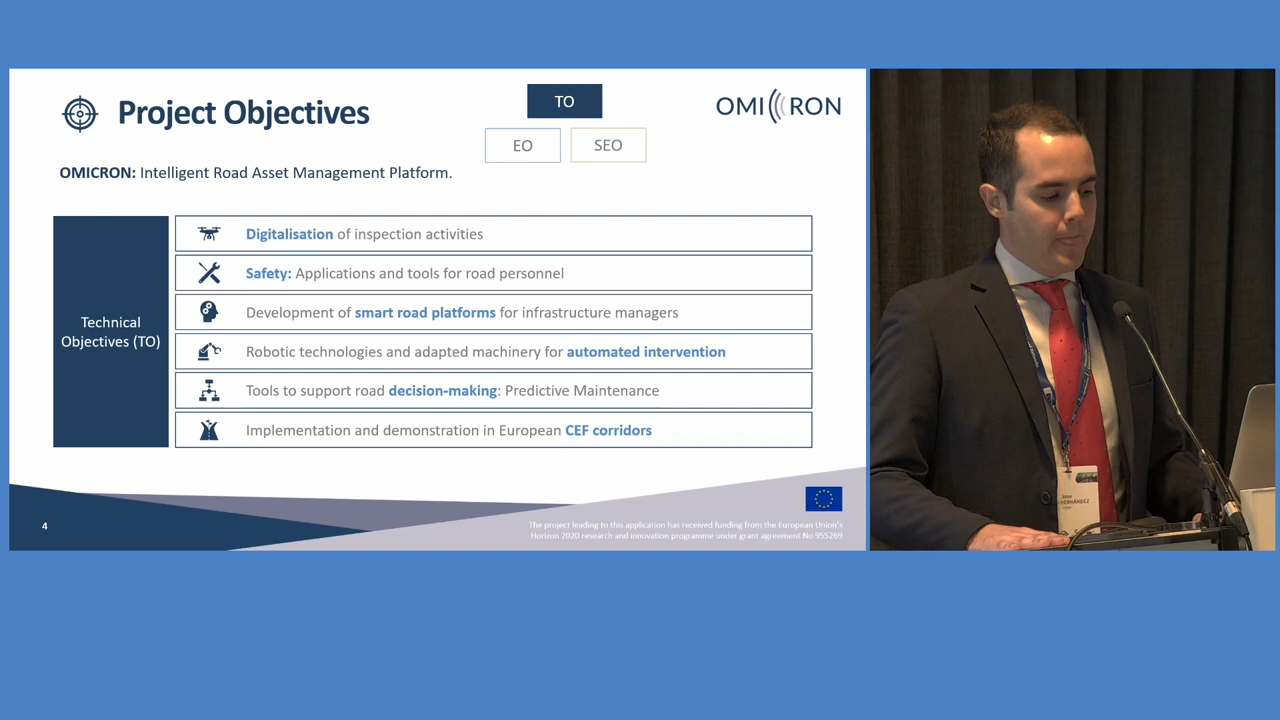 Project Objectives
TO
EO
SEO
OMICRON
OMICRON: Intelligent Road Asset Management Platform.
Technical
Objectives (TO)
Digitalisation of inspection activities
Safety: Applications and tools for road personnel
Development of smart road platforms for infrastructure managers
Robotic technologies and adapted machinery for automated intervention
Tools to support road decision-making: Predictive Maintenance
Implementation and demonstration in European CEF corridors
4
The project leading to this application has received funding from the European Union's
Horizon 2020 research and innovation programme under grant agreement No 955269
Jose
HERNÁNDEZ